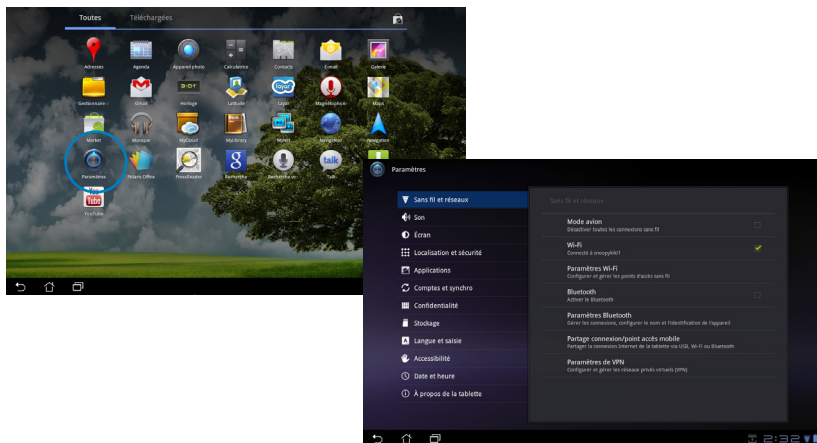 Toutes
Téléchargées
Adresses
Agenda
Appareil photo
Calculatrice
Contacts
E-mail
Galerie
Gestionnaire
Gmail
Horloge
Latitude
Layar
Magnétophone
Maps
Market
Musique
MyCloud
MyLibrary
MyNet
Navigateur
Navigation
Paramètres
Polaris Office
PressReader
Recherche
Recherche vo
Talk
YouTube
Paramètres
Sans fil et réseaux
Son
Écran
Localisation et sécurité
Applications
Comptes et synchro
Confidentialité
Stockage
Langue et saisie
Accessibilité
Date et heure
À propos de la tablette
Sans fil et réseaux
Mode avion
Désactiver toutes les connexions sans fil
Wi-Fi
Connecté à snoopykiki1
Paramètres Wi-Fi
Configurer et gérer les points d'accès sans fil
Bluetooth
Activer le Bluetooth
Paramètres Bluetooth
Gérer les connexions, configurer le nom et l'identification de l'appareil
Partage connexion/point accès mobile
Partager la connexion Internet de la tablette via USB, Wi-Fi ou Bluetooth
Paramètres de VPN
Configurer et gérer les réseaux privés virtuels (VPN)
2:32